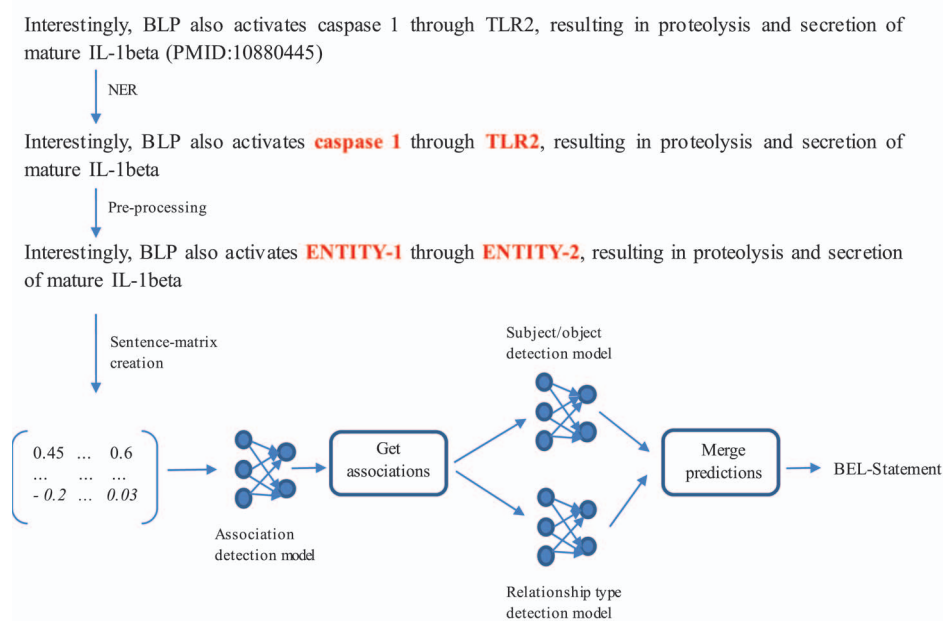 Interestingly, BLP also activates caspase 1 through TLR2, resulting in proteolysis and secretion of
mature IL-1beta (PMID:10880445)
NER
Interestingly, BLP also activates caspase 1 through TLR2, resulting in proteolysis and secretion of
mature IL-1beta
Pre-processing
Interestingly, BLP also activates ENTITY-1 through ENTITY-2, resulting in proteolysis and secretion
of mature IL-1beta
Sentence-matrix
creation
0.45 ... 0.6
... ... ...
- 0.2 ... 0.03
Association
detection model
Get
associations
Subject/object
detection model
Relationship type
detection model
Merge
predictions
BEL-Statement